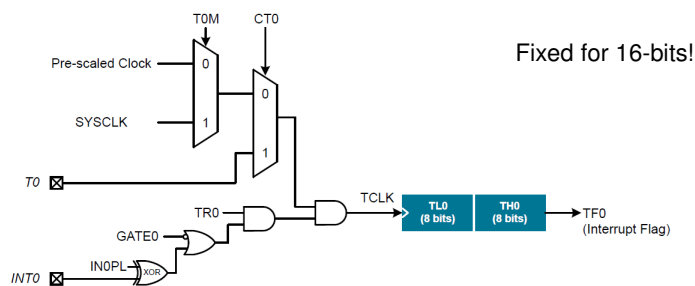 T0M
CT0
Fixed for 16-bits!
Pre-scaled Clock
0
0
SYSCLK
1
1
T0
TCLK
TL0
(8 bits)
TH0
(8 bits)
TF0
(Interrupt Flag)
TR0
GATE0
IN0PL
XOR
INT0